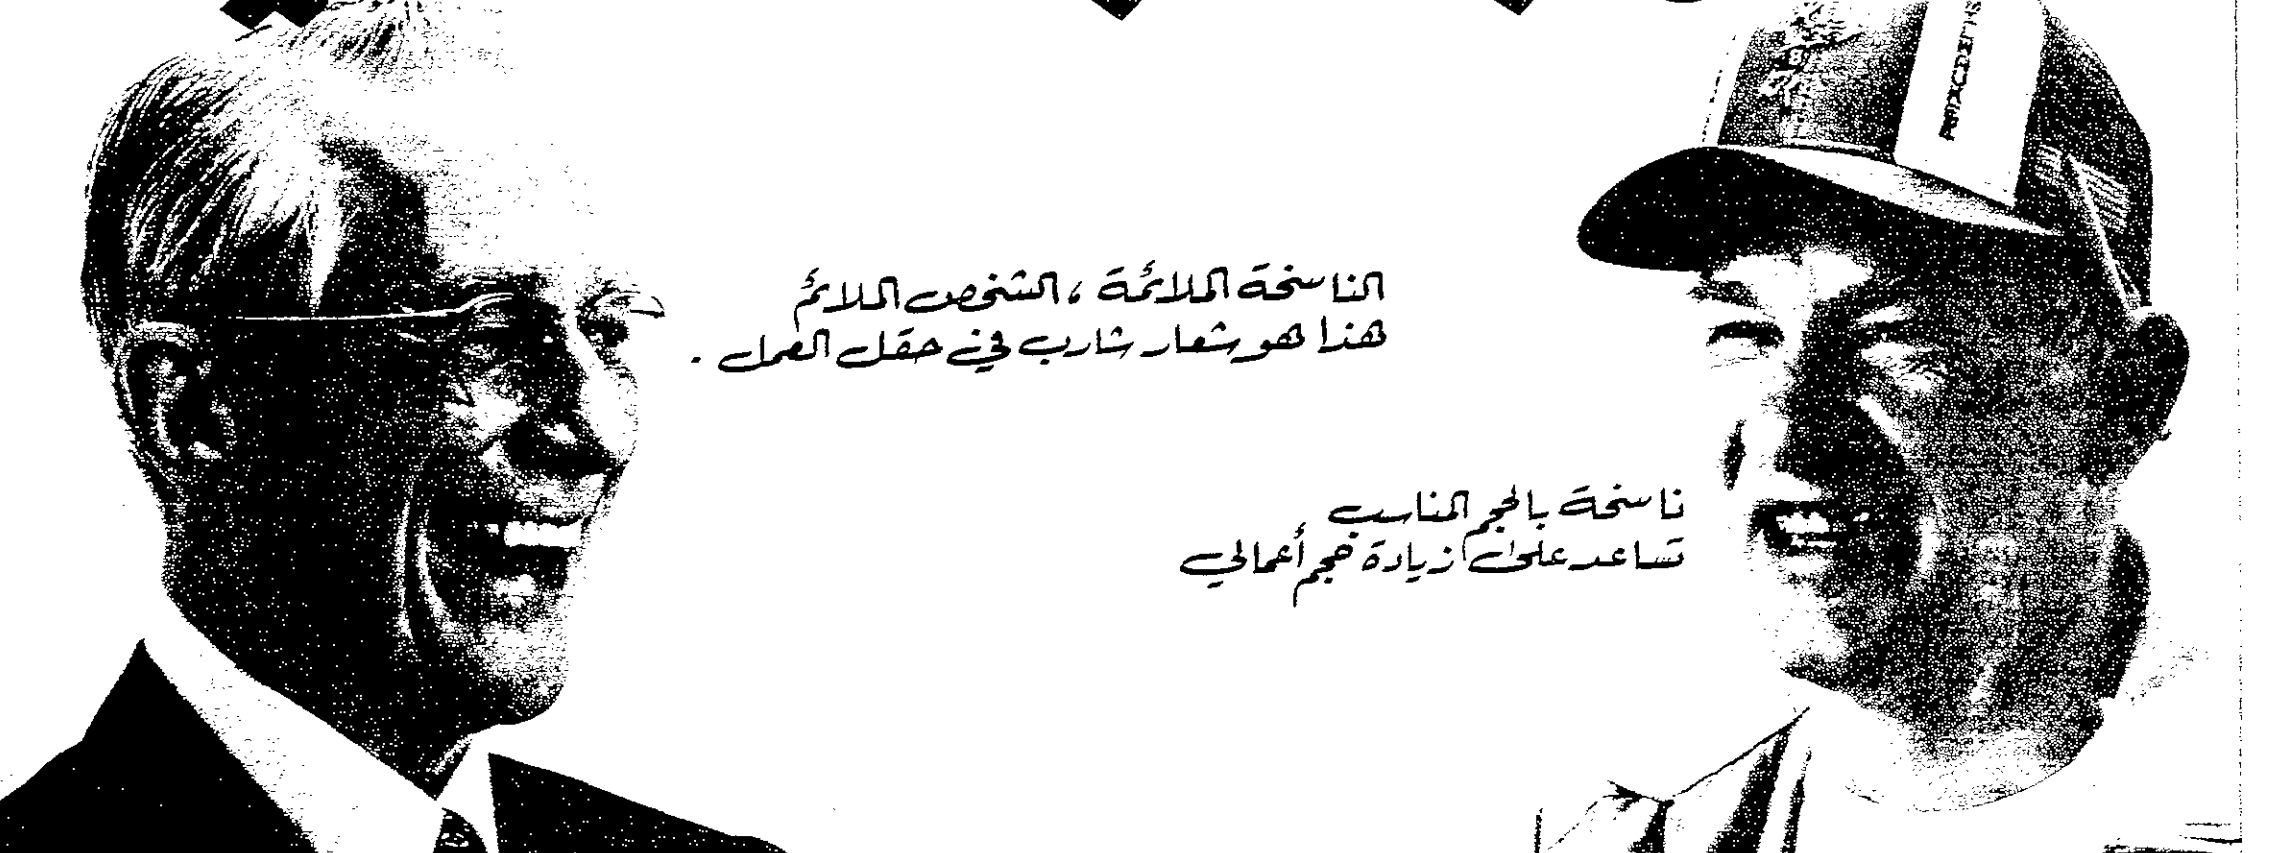 الناسخة الملائمة ، الشخص الملائم
هذا هو شعار شارب في حقل العمل .
ناسخة بالحجم المناسب
تساعد على زيادة حجم أعمالي